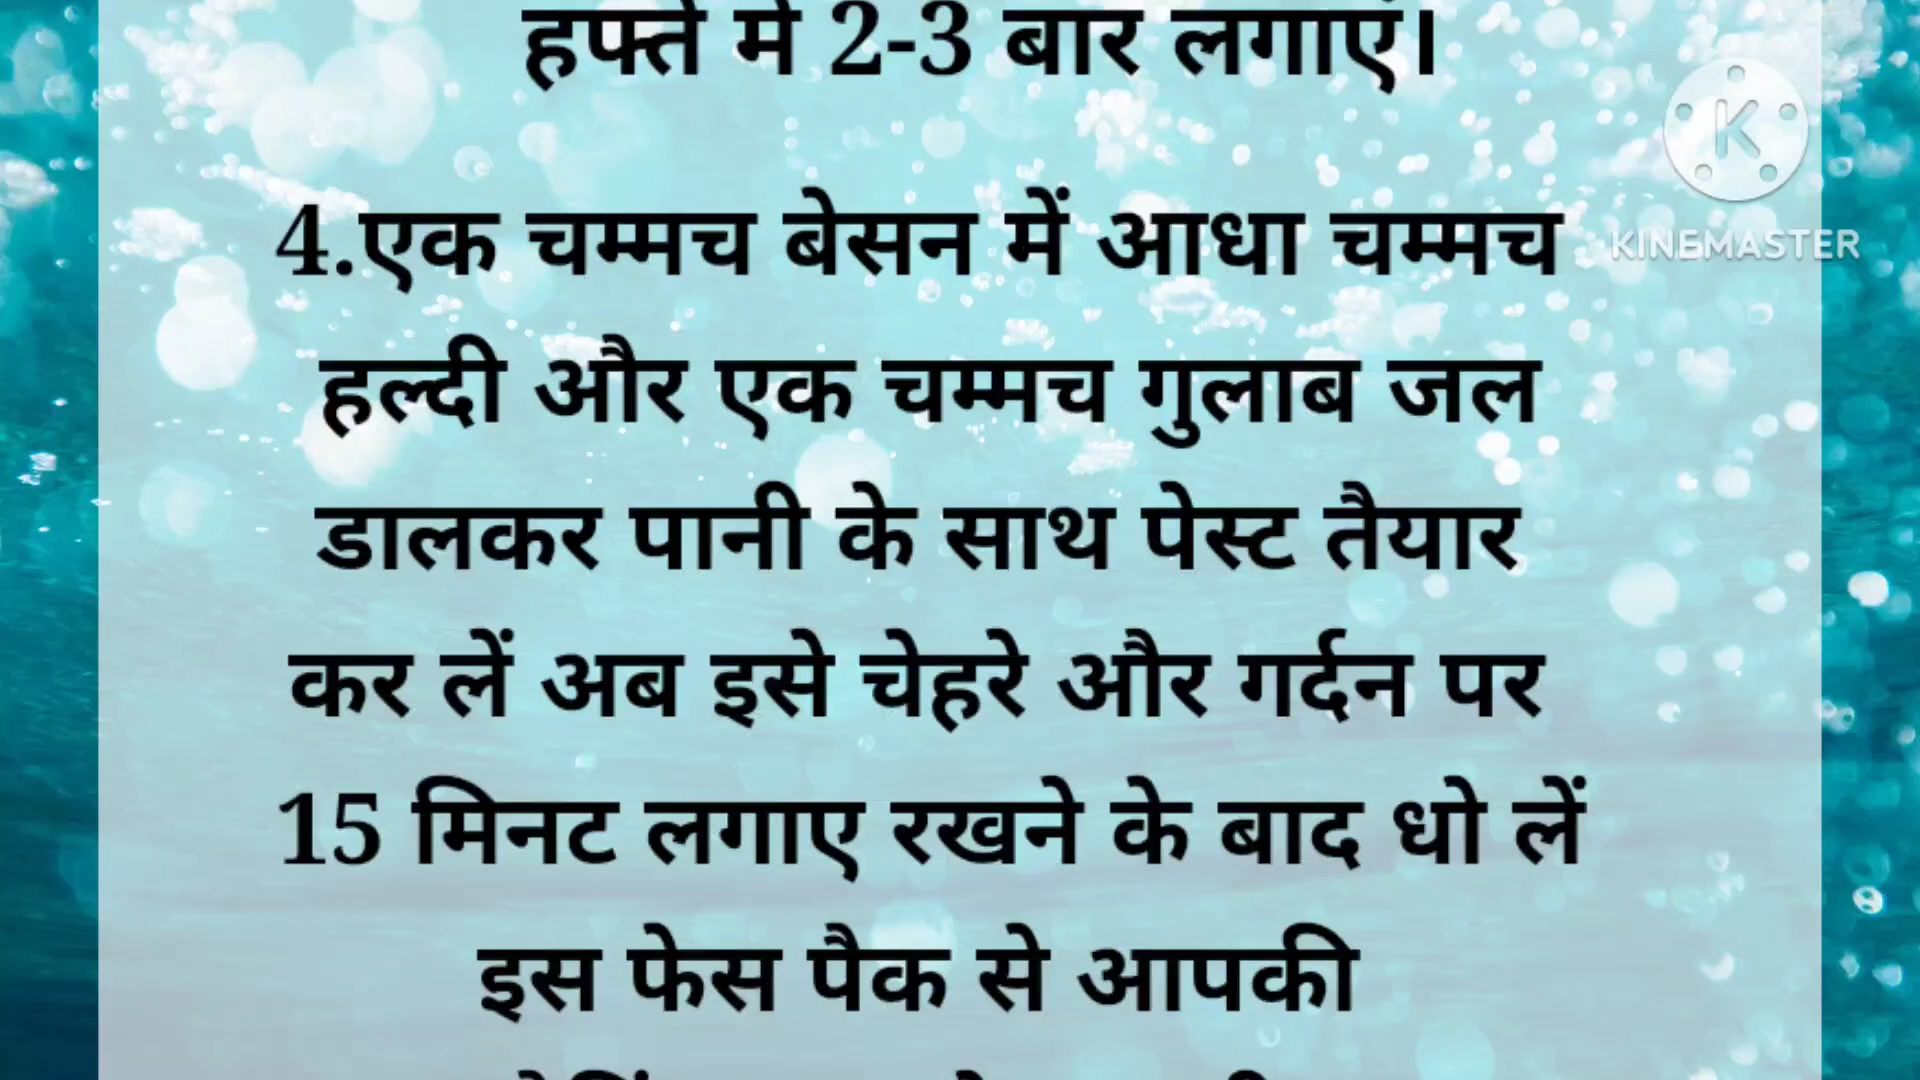 हफ्ते में 2-3 बार लगाएं।
KINEMASTER
4.एक चम्मच बेसन में आधा चम्मच
हल्दी और एक चम्मच गुलाब जल
डालकर पानी के साथ पेस्ट तैयार
कर लें अब इसे चेहरे और गर्दन पर
15 मिनट लगाए रखने के बाद धो लें
इस फेस पैक से आपकी